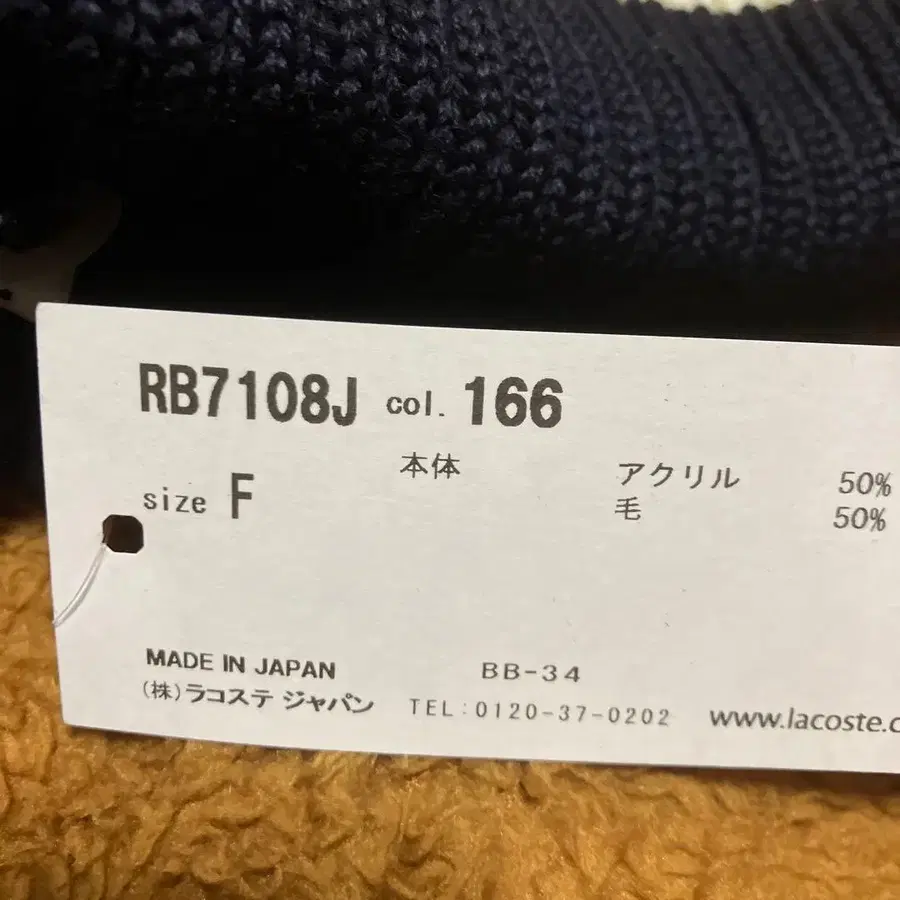 RB7108J col. 166
size F
本体 アクリル 50%
毛 50%
MADE IN JAPAN BB-34
(株)ラコステ ジャパン TEL:0120-37-0202 www.lacoste.c